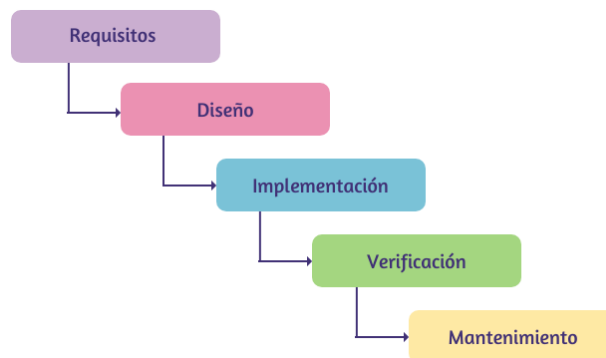 Requisitos
Diseño
Implementación
Verificación
Mantenimiento